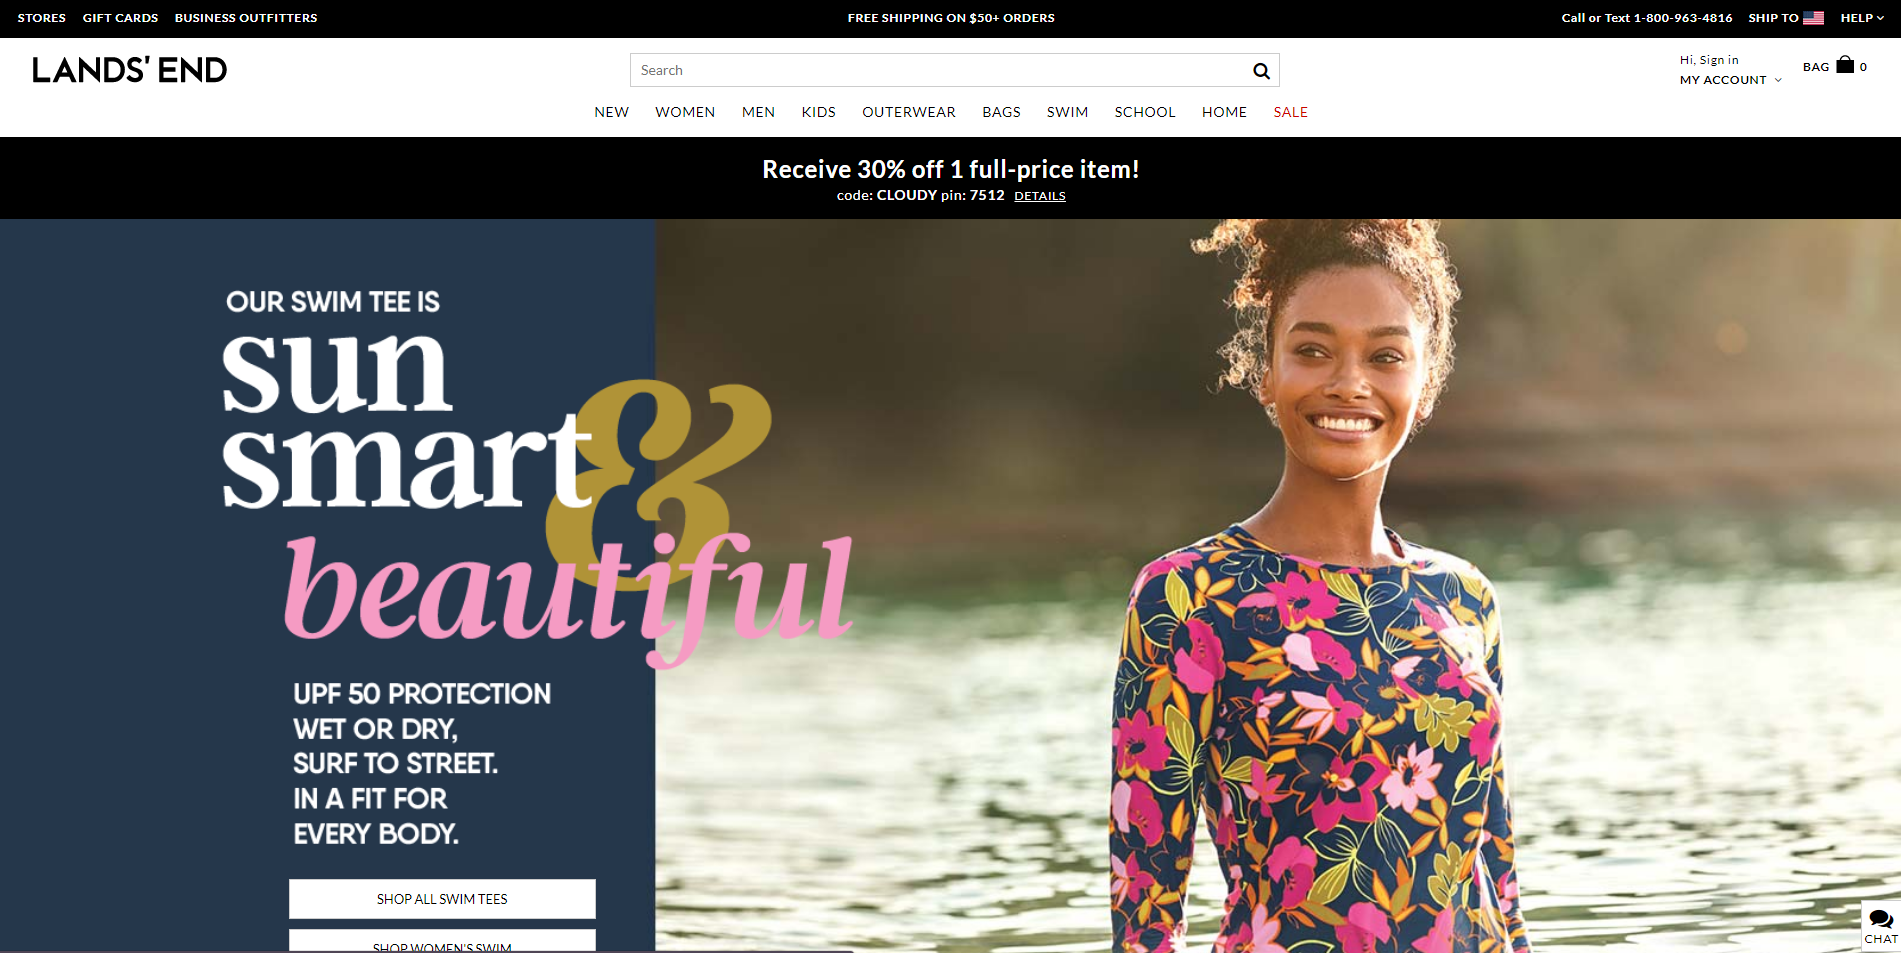 STORES GIFT CARDS BUSINESS OUTFITTERS FREE SHIPPING ON $50+ ORDERS Call or Text 1-800-963-4816 SHIP TO HELP
LANDS' END
Search
Hi, Sign in
MY ACCOUNT
BAG 0
NEW WOMEN MEN KIDS OUTERWEAR BAGS SWIM SCHOOL HOME SALE
Receive 30% off 1 full-price item!
code: CLOUDY pin: 7512 DETAILS
OUR SWIM TEE IS
sun
smart &
beautiful
UPF 50 PROTECTION
WET OR DRY,
SURF TO STREET.
IN A FIT FOR
EVERY BODY.
SHOP ALL SWIM TEES
SHOP WOMEN'S SWIM
CHAT